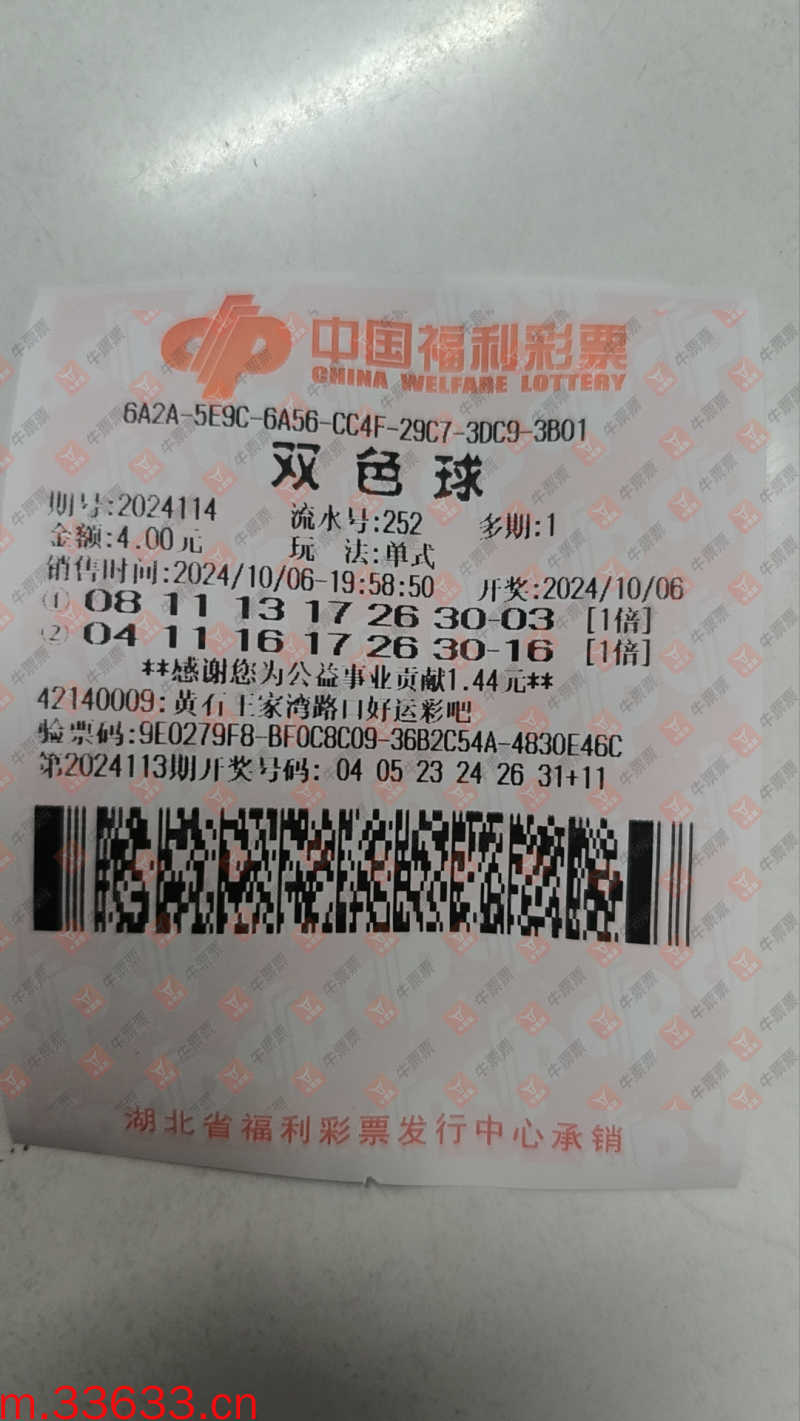 中国福利彩票
CHINA WELFARE LOTTERY
6A2A-5E9C-6A56-CC4F-29C7-3DC9-3B01
双色球
期号:2024114 流水号:252 多期:1
金额:4.00元 玩 法:单式
销售时间:2024/10/06-19:58:50 开奖:2024/10/06
(1) 08 11 13 17 26 30-03 [1倍]
(2) 04 11 16 17 26 30-16 [1倍]
**感谢您为公益事业贡献1.44元**
42140009:黄石王家湾路口好运彩吧
验票码:9E0279F8-BF0C8C09-36B2C54A-4830E46C
第2024113期开奖号码: 04 05 23 24 26 31+11
湖北省福利彩票发行中心承销
m.33633.cn